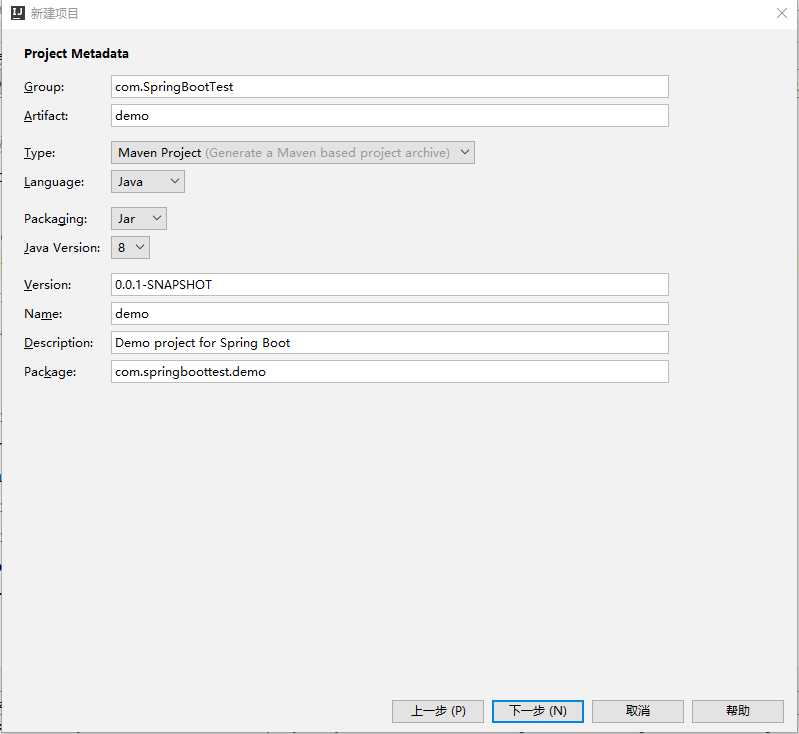 IJ 新建项目
Project Metadata
Group: com.SpringBootTest
Artifact: demo
Type: Maven Project (Generate a Maven based project archive)
Language: Java
Packaging: Jar
Java Version: 8
Version: 0.0.1-SNAPSHOT
Name: demo
Description: Demo project for Spring Boot
Package: com.springboottest.demo
上一步 (P) 下一步 (N) 取消 帮助